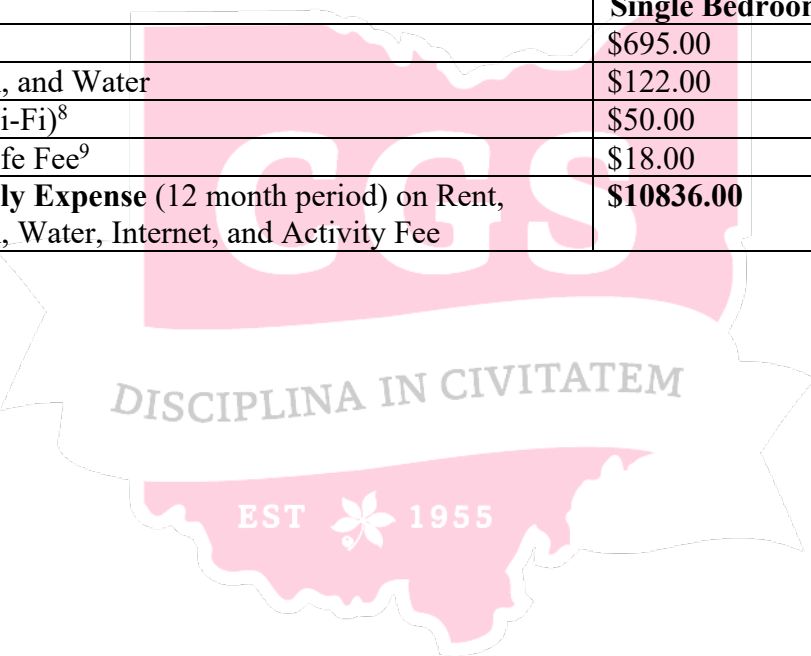 Single Bedroom
$695.00
, and Water $122.00
i-Fi)8 $50.00
fe Fee9 $18.00
ly Expense (12 month period) on Rent, $10836.00
, Water, Internet, and Activity Fee
CGS
DISCIPLINA IN CIVITATEM
EST 1955